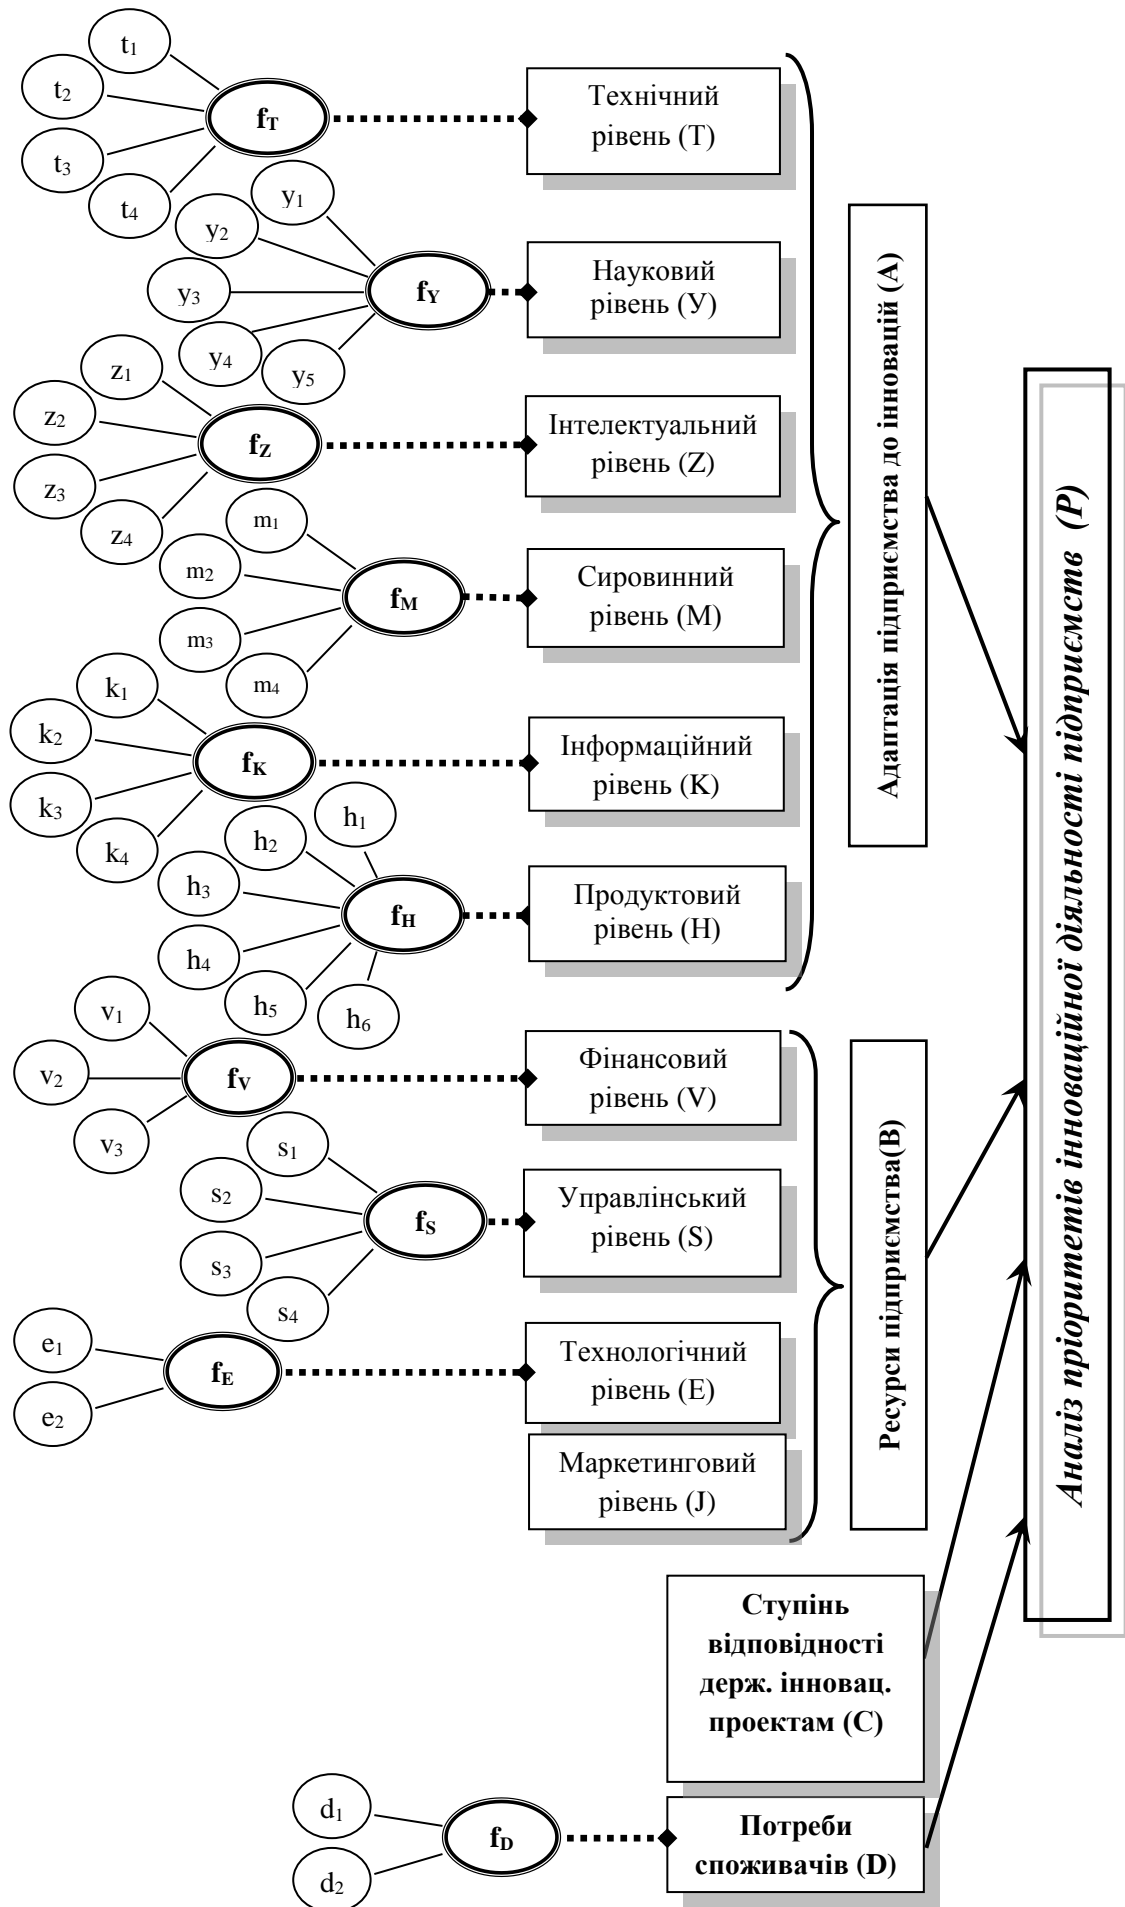 t1
t2
t3
t4
fT
Технічний
рівень (Т)
y1
y2
y3
y4
y5
fY
Науковий
рівень (У)
z1
z2
z3
z4
fZ
Інтелектуальний
рівень (Z)
m1
m2
m3
m4
fM
Сировинний
рівень (М)
k1
k2
k3
k4
fK
Інформаційний
рівень (К)
h1
h2
h3
h4
h5
h6
fH
Продуктовий
рівень (Н)
Адаптація підприємства до інновацій (А)
v1
v2
v3
fV
Фінансовий
рівень (V)
s1
s2
s3
s4
fS
Управлінський
рівень (S)
e1
e2
fE
Технологічний
рівень (Е)
Маркетинговий
рівень (J)
Ресурси підприємства(В)
Ступінь
відповідності
держ. інновац.
проектам (С)
d1
d2
fD
Потреби
споживачів (D)
Аналіз пріоритетів інноваційної діяльності підприємств (Р)